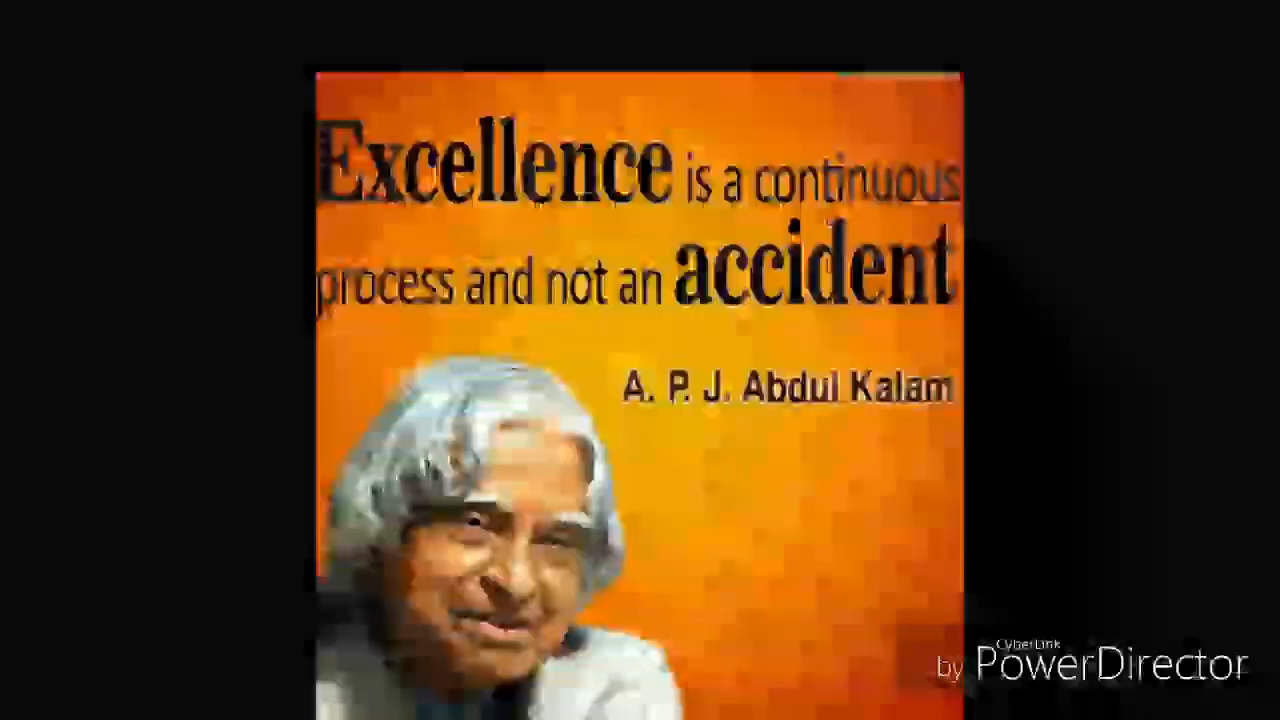 Excellence is a continuous
process and not an accident
A. P. J. Abdul Kalam
CyberLink
by PowerDirector